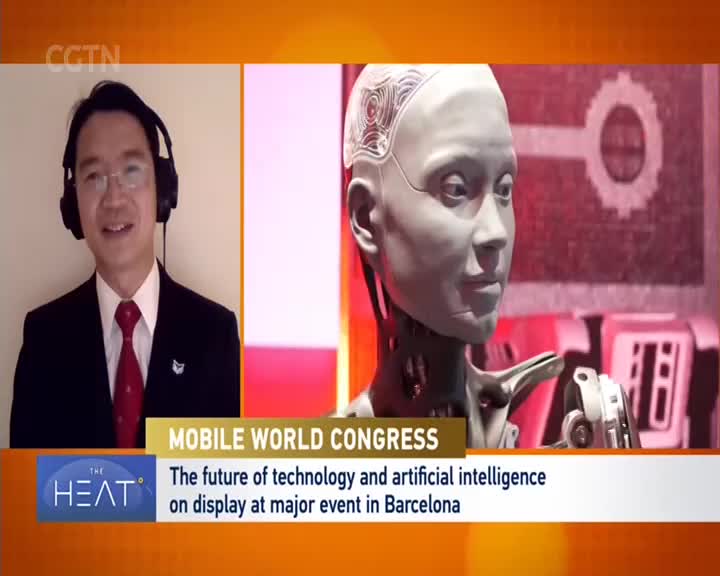 CGTN
MOBILE WORLD CONGRESS
THE
HEAT
The future of technology and artificial intelligence
on display at major event in Barcelona